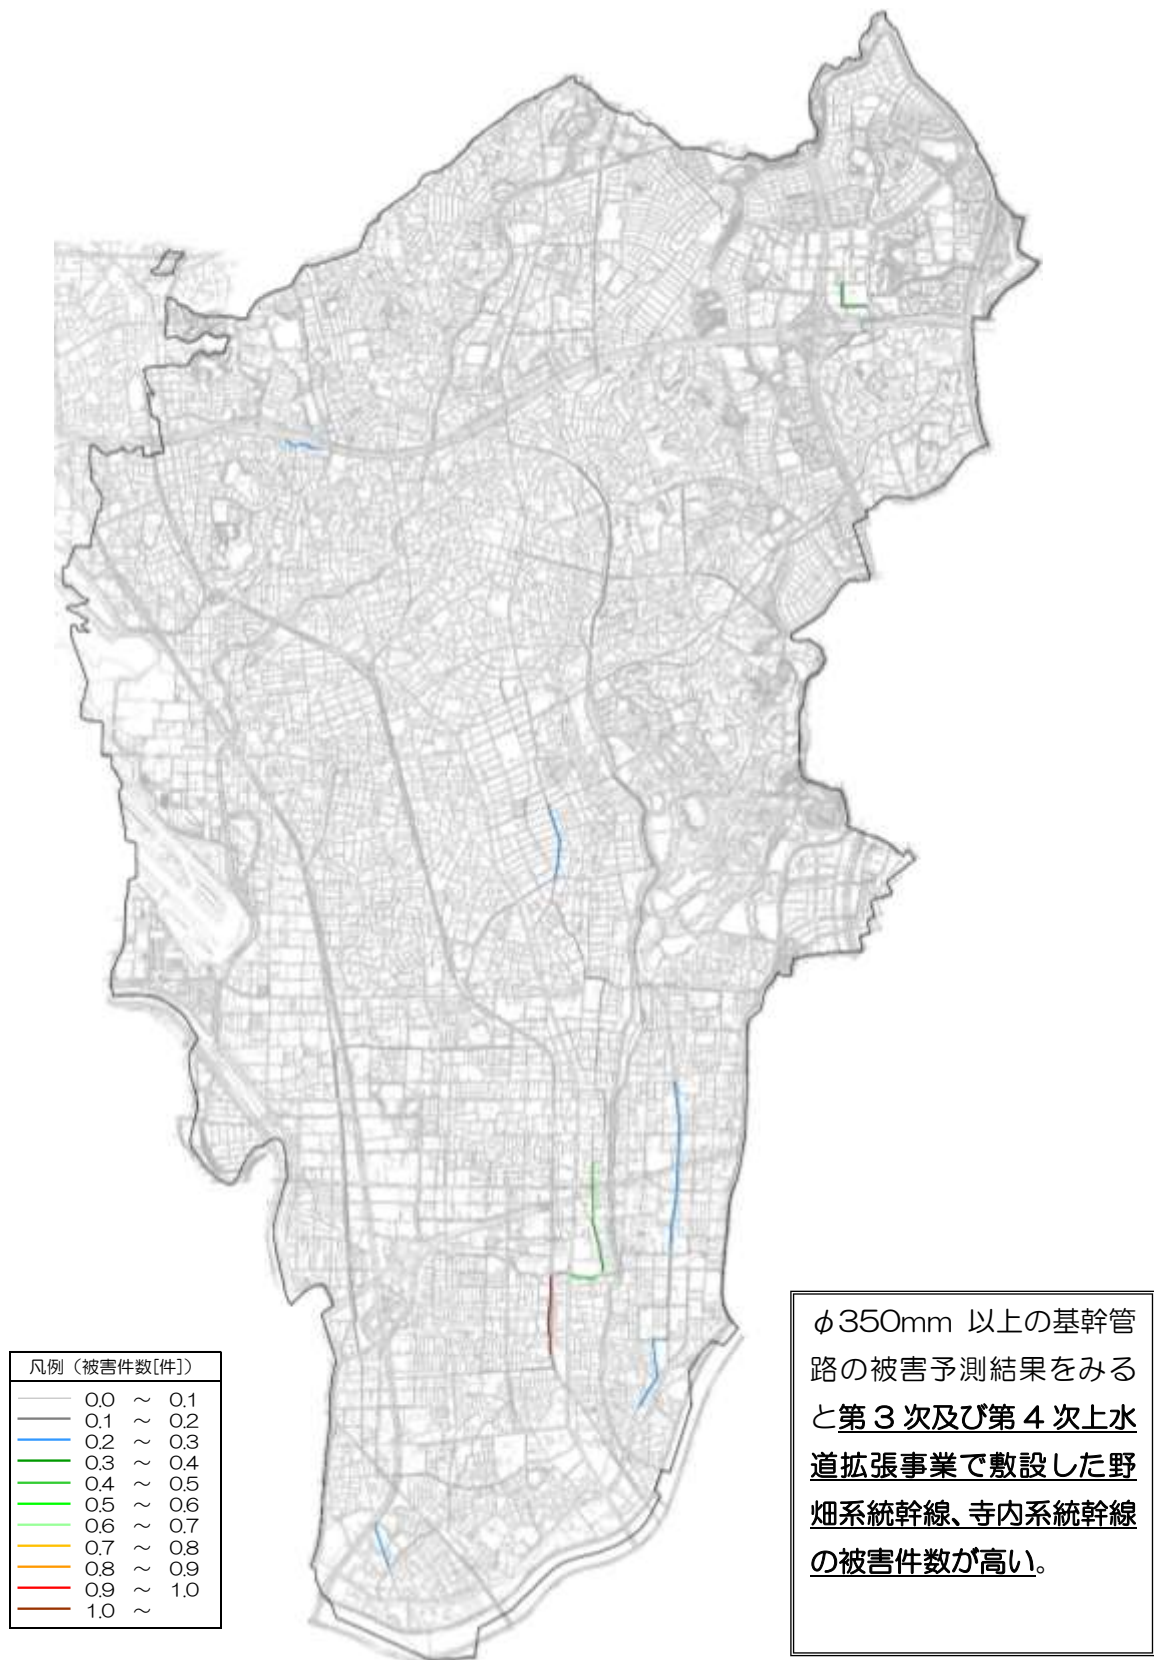 凡例（被害件数[件]）
0.0 ～ 0.1
0.1 ～ 0.2
0.2 ～ 0.3
0.3 ～ 0.4
0.4 ～ 0.5
0.5 ～ 0.6
0.6 ～ 0.7
0.7 ～ 0.8
0.8 ～ 0.9
0.9 ～ 1.0
1.0 ～
φ350mm 以上の基幹管
路の被害予測結果をみる
と第 3 次及び第 4 次上水
道拡張事業で敷設した野
畑系統幹線、寺内系統幹線
の被害件数が高い。